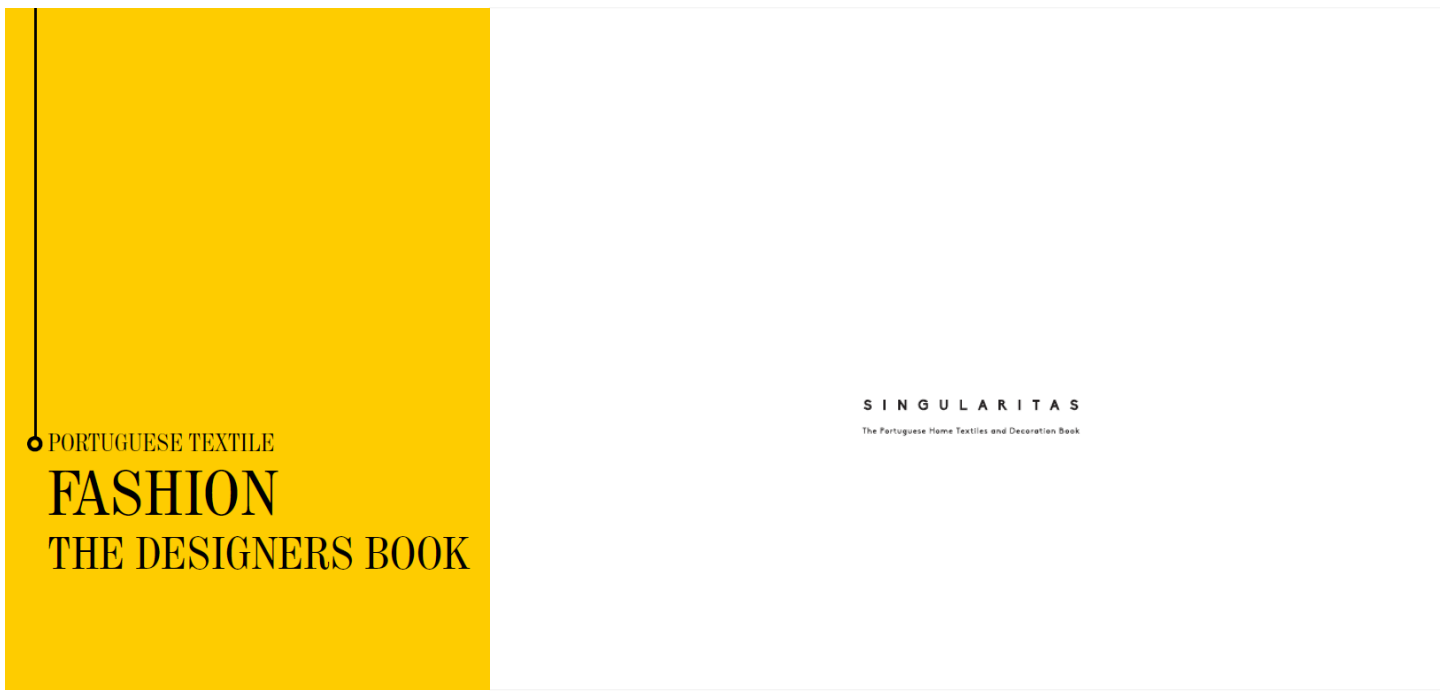 PORTUGUESE TEXTILE
FASHION
THE DESIGNERS BOOK
SINGULARITAS
The Portuguese Home Textiles and Decoration Book